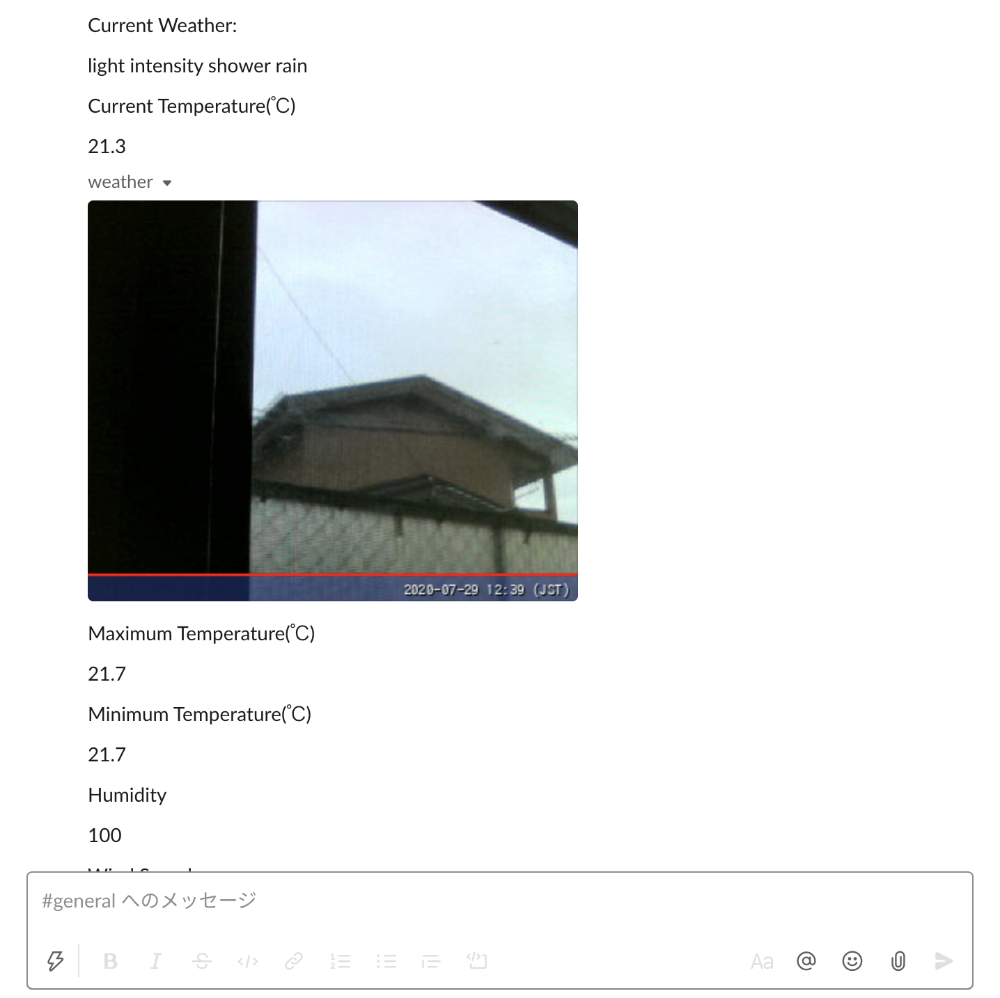 Current Weather:
light intensity shower rain
Current Temperature(℃)
21.3
weather
2020-07-29 12:39 (JST)
Maximum Temperature(℃)
21.7
Minimum Temperature(℃)
21.7
Humidity
100
#general へのメッセージ
B I S </> Aa @